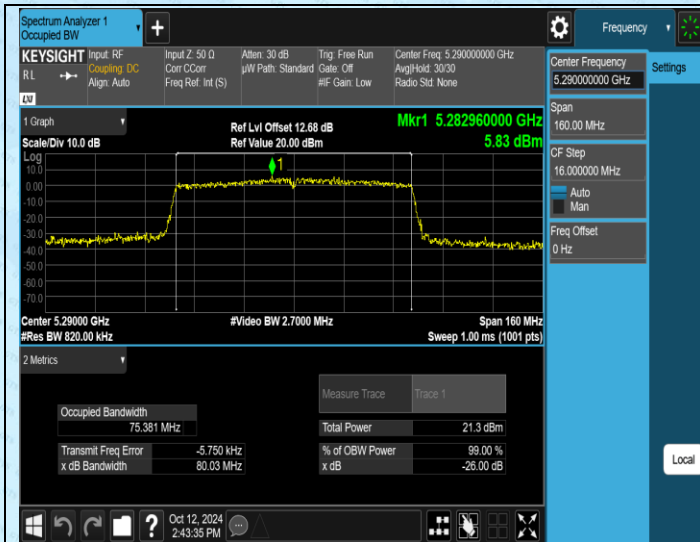 Spectrum Analyzer 1
Occupied BW
Frequency
KEYSIGHT
R L
LXI
Input: RF
Coupling: DC
Align: Auto
Input Z: 50 Ω
Corr CCorr
Freq Ref: Int (S)
Atten: 30 dB
µW Path: Standard
Trig: Free Run
Gate: Off
#IF Gain: Low
Center Freq: 5.290000000 GHz
Avg|Hold: 30/30
Radio Std: None
Center Frequency
5.290000000 GHz
Settings
Span
160.00 MHz
CF Step
16.000000 MHz
Auto
Man
Freq Offset
0 Hz
1 Graph
Scale/Div 10.0 dB
Ref Lvl Offset 12.68 dB
Ref Value 20.00 dBm
Mkr1 5.282960000 GHz
5.83 dBm
Log
10.0
0.00
-10.0
-20.0
-30.0
-40.0
-50.0
-60.0
-70.0
1
Center 5.29000 GHz
#Res BW 820.00 kHz
#Video BW 2.7000 MHz
Span 160 MHz
Sweep 1.00 ms (1001 pts)
2 Metrics
Measure Trace
Trace 1
Occupied Bandwidth
75.381 MHz
Total Power
21.3 dBm
Transmit Freq Error
-5.750 kHz
% of OBW Power
99.00 %
x dB Bandwidth
80.03 MHz
x dB
-26.00 dB
Local
Oct 12, 2024
2:43:35 PM